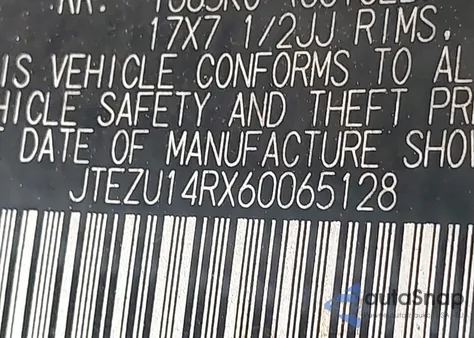 17X7 1/2JJ RIMS.
IS VEHICLE CONFORMS TO AL
HICLE SAFETY AND THEFT PR
DATE OF MANUFACTURE SHO
JTEZU14RX60065128
autoSnap